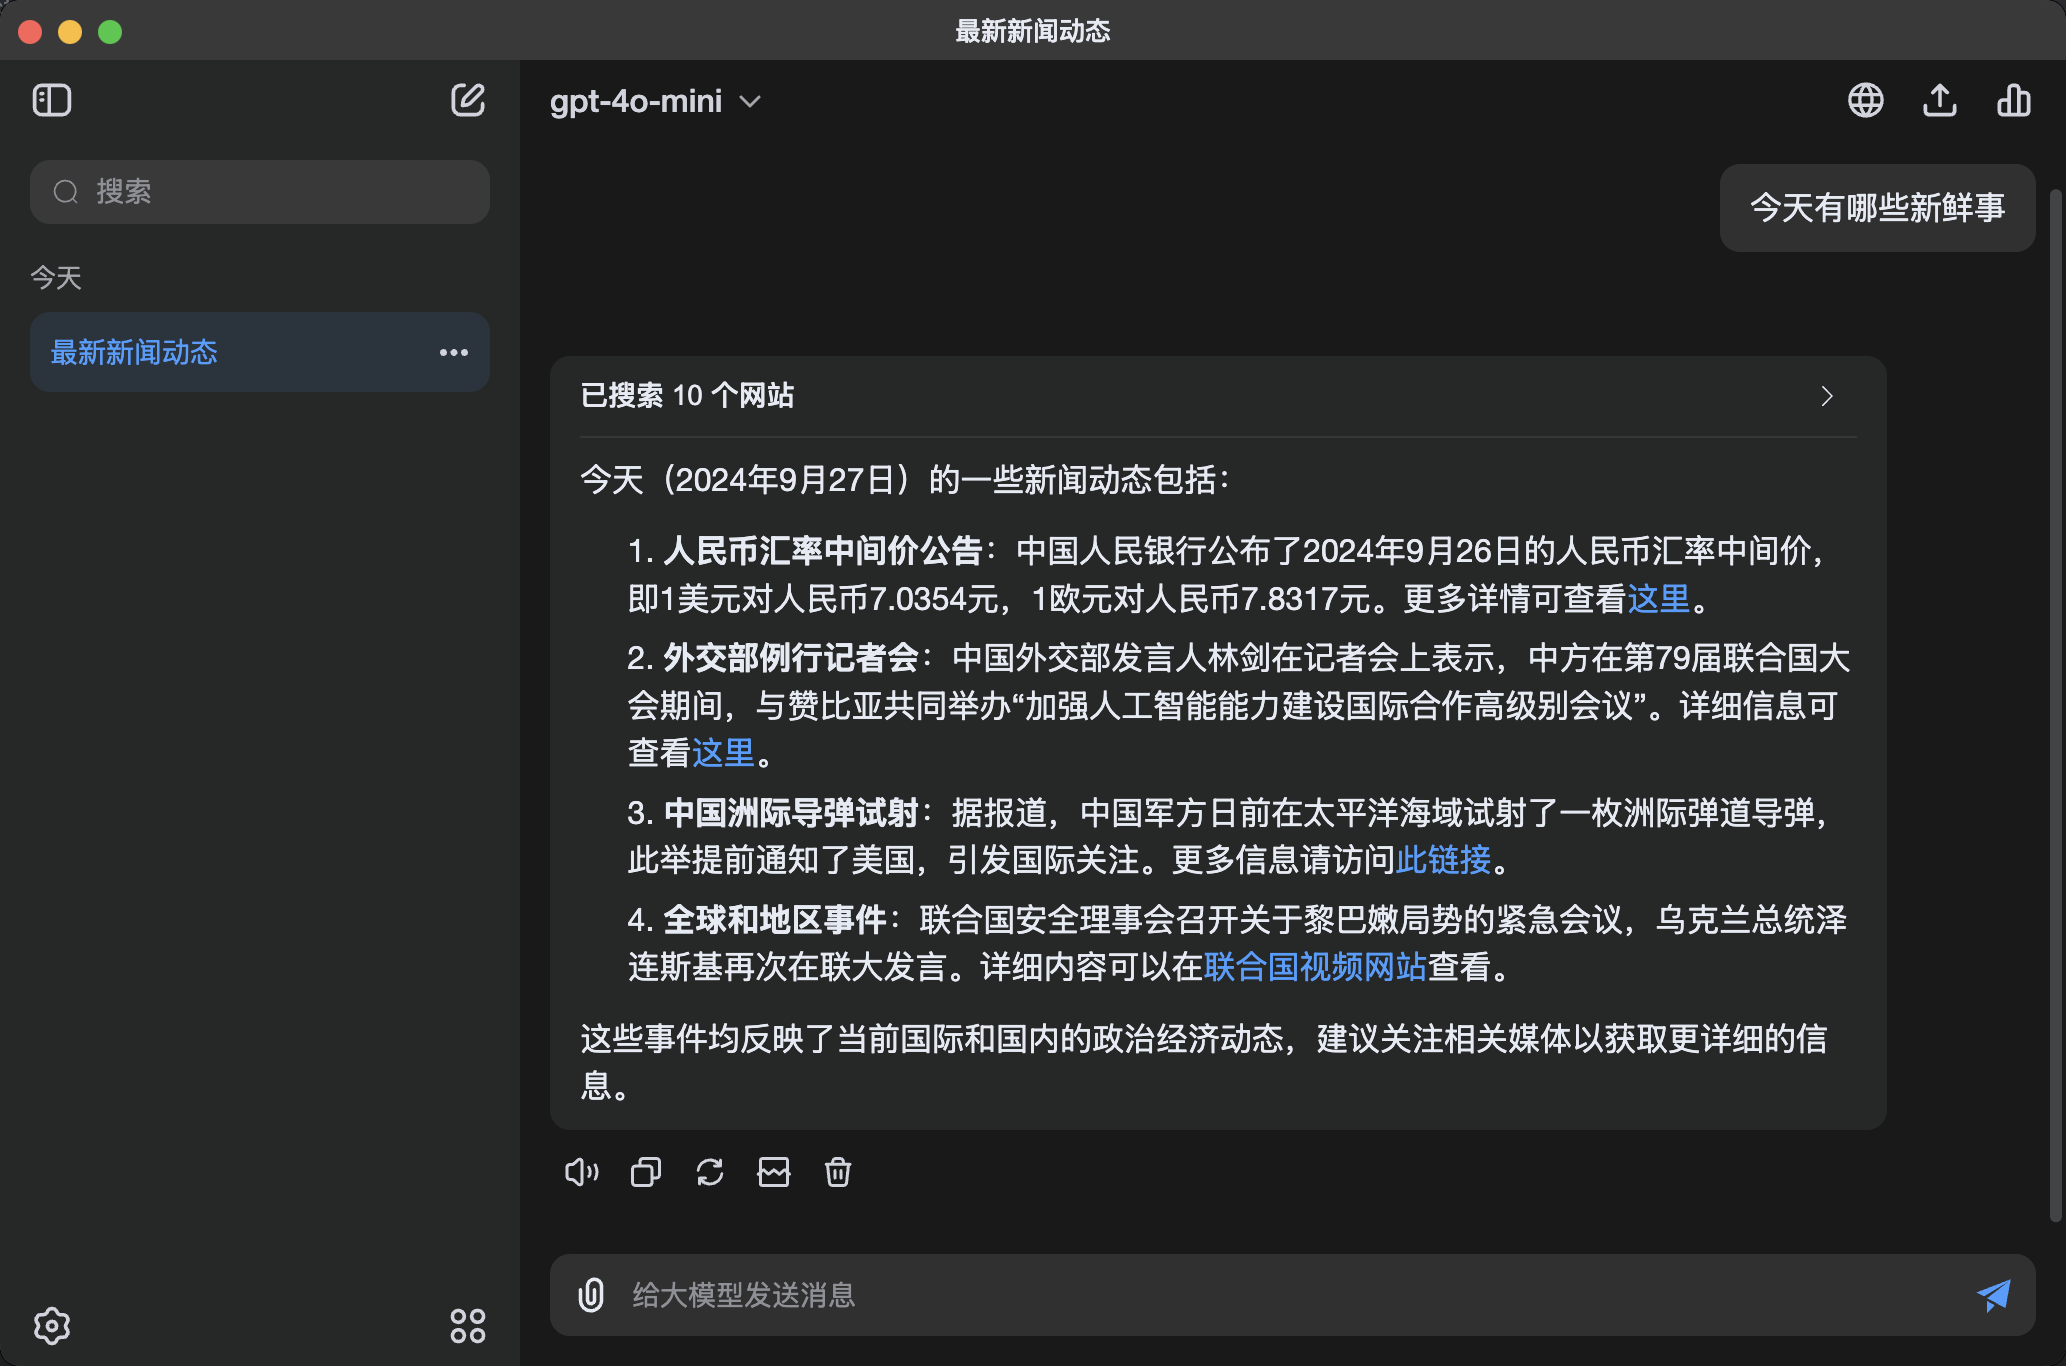 最新新闻动态
gpt-4o-mini
搜索
今天
最新新闻动态
今天有哪些新鲜事
已搜索 10 个网站
今天（2024年9月27日）的一些新闻动态包括：
1. 人民币汇率中间价公告：中国人民银行公布了2024年9月26日的人民币汇率中间价，
即1美元对人民币7.0354元，1欧元对人民币7.8317元。更多详情可查看这里。
2. 外交部例行记者会：中国外交部发言人林剑在记者会上表示，中方在第79届联合国大
会期间，与赞比亚共同举办“加强人工智能能力建设国际合作高级别会议”。详细信息可
查看这里。
3. 中国洲际导弹试射：据报道，中国军方日前在太平洋海域试射了一枚洲际弹道导弹，
此举提前通知了美国，引发国际关注。更多信息请访问此链接。
4. 全球和地区事件：联合国安全理事会召开关于黎巴嫩局势的紧急会议，乌克兰总统泽
连斯基再次在联大发言。详细内容可以在联合国视频网站查看。
这些事件均反映了当前国际和国内的政治经济动态，建议关注相关媒体以获取更详细的信
息。
给大模型发送消息